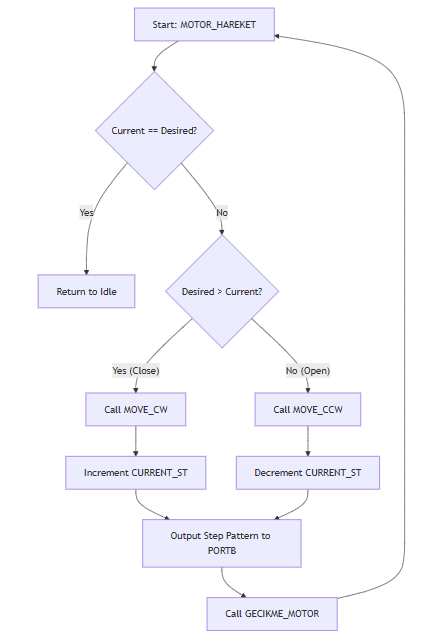 Start: MOTOR_HAREKET
Current == Desired?
Yes
No
Return to Idle
Desired > Current?
Yes (Close)
No (Open)
Call MOVE_CW
Call MOVE_CCW
Increment CURRENT_ST
Decrement CURRENT_ST
Output Step Pattern to
PORTB
Call GECIKME_MOTOR